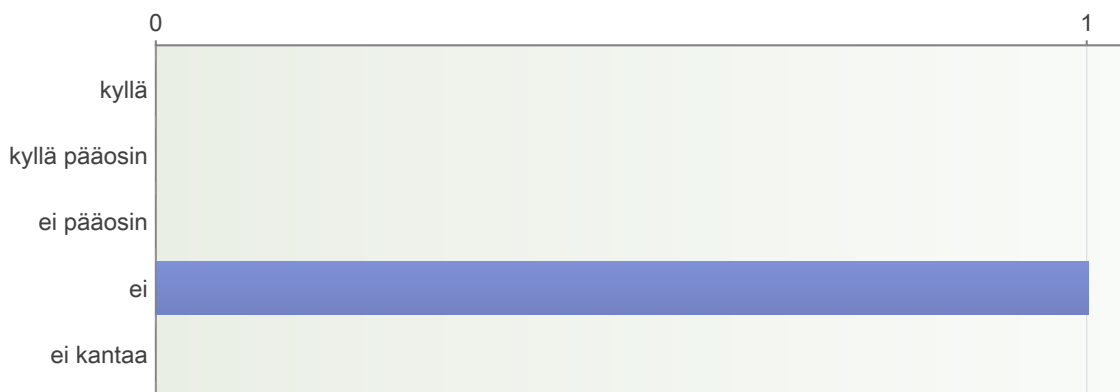 0 1
kyllä
kyllä pääosin
ei pääosin
ei
ei kantaa